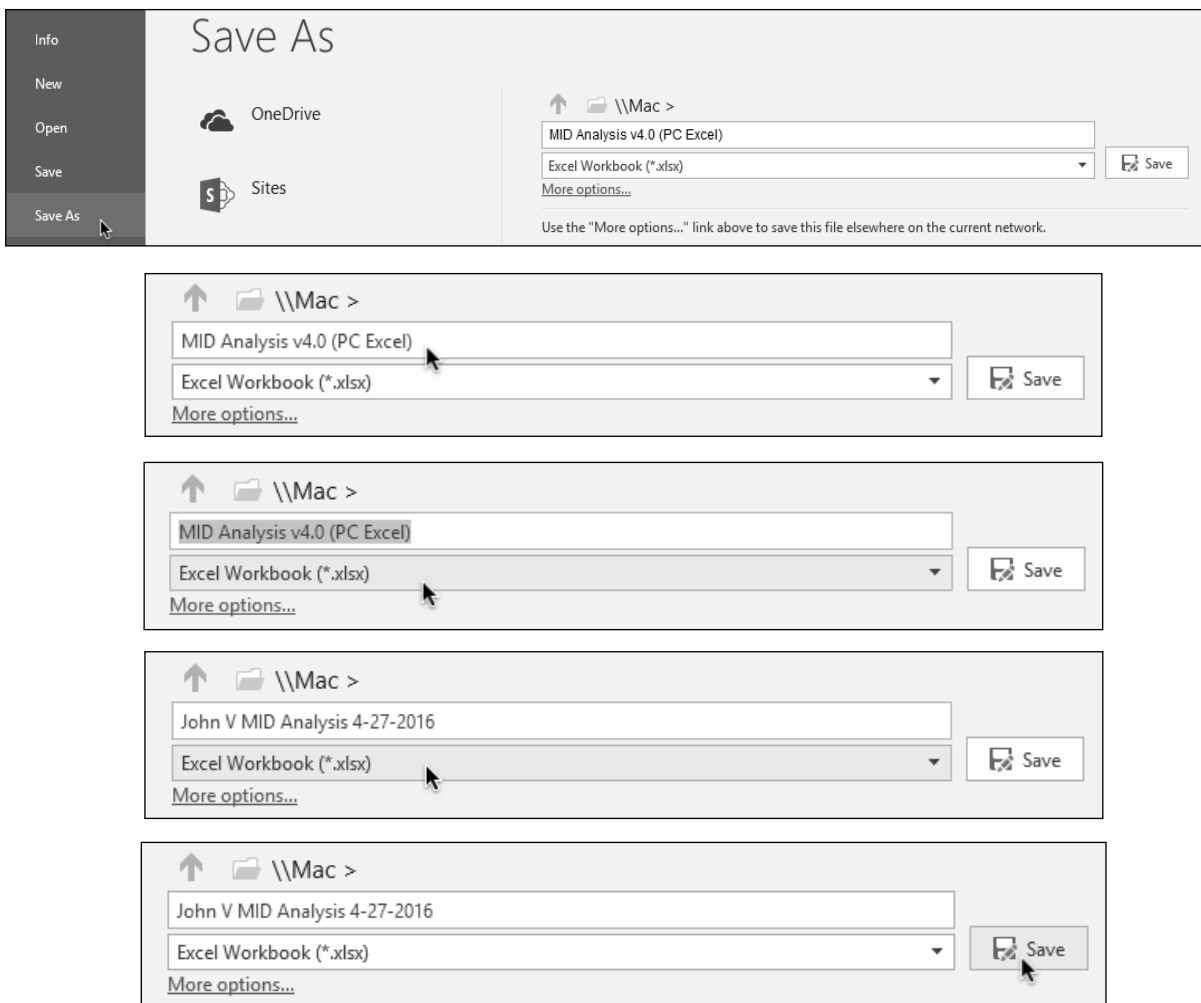 Save As
Info
New
Open
Save
Save As
OneDrive
Sites
\\Mac >
MID Analysis v4.0 (PC Excel)
Excel Workbook (*.xlsx)
Save
More options...
Use the "More options..." link above to save this file elsewhere on the current network.
\\Mac >
MID Analysis v4.0 (PC Excel)
Excel Workbook (*.xlsx)
Save
More options...
\\Mac >
MID Analysis v4.0 (PC Excel)
Excel Workbook (*.xlsx)
Save
More options...
\\Mac >
John V MID Analysis 4-27-2016
Excel Workbook (*.xlsx)
Save
More options...
\\Mac >
John V MID Analysis 4-27-2016
Excel Workbook (*.xlsx)
Save
More options...